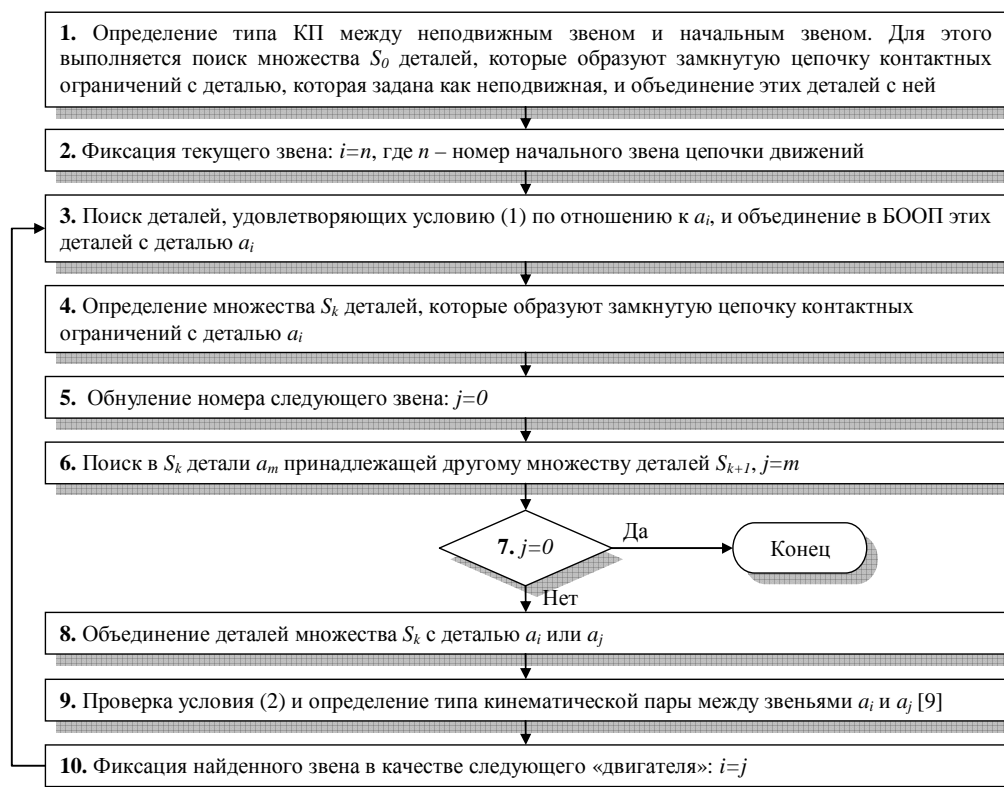 1. Определение типа КП между неподвижным звеном и начальным звеном. Для этого
выполняется поиск множества S0 деталей, которые образуют замкнутую цепочку контактных
ограничений с деталью, которая задана как неподвижная, и объединение этих деталей с ней
2. Фиксация текущего звена: i=n, где n – номер начального звена цепочки движений
3. Поиск деталей, удовлетворяющих условию (1) по отношению к ai, и объединение в БООП этих
деталей с деталью ai
4. Определение множества Sk деталей, которые образуют замкнутую цепочку контактных
ограничений с деталью ai
5. Обнуление номера следующего звена: j=0
6. Поиск в Sk детали am принадлежащей другому множеству деталей Sk+1, j=m
7. j=0
Да
Конец
Нет
8. Объединение деталей множества Sk с деталью ai или aj
9. Проверка условия (2) и определение типа кинематической пары между звеньями ai и aj [9]
10. Фиксация найденного звена в качестве следующего «двигателя»: i=j